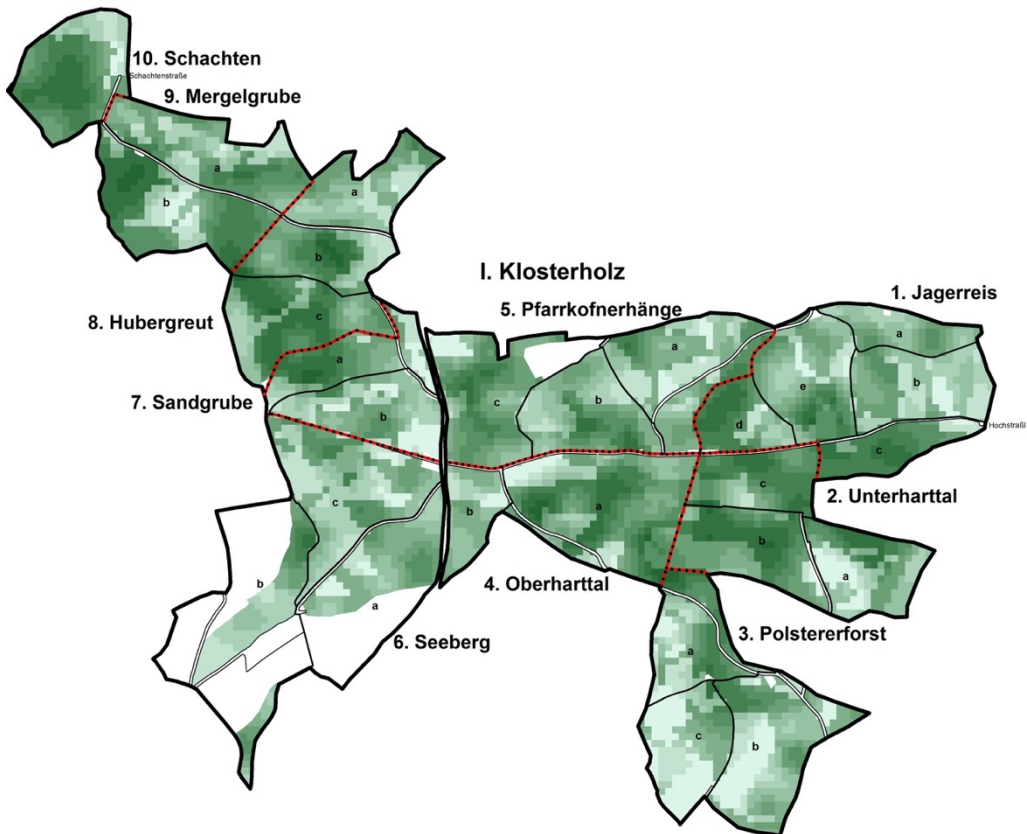 10. Schachten
Schachtenstraße
9. Mergelgrube
a
a
b
b
I. Klosterholz
5. Pfarrkofnerhänge
1. Jagerreis
8. Hubergreut
c
a
a
a
b
e
7. Sandgrube
b
c
b
d
Hochstraßl
c
c
c
2. Unterharttal
a
b
b
b
4. Oberharttal
a
b
a
6. Seeberg
3. Polstererforst
a
c
b